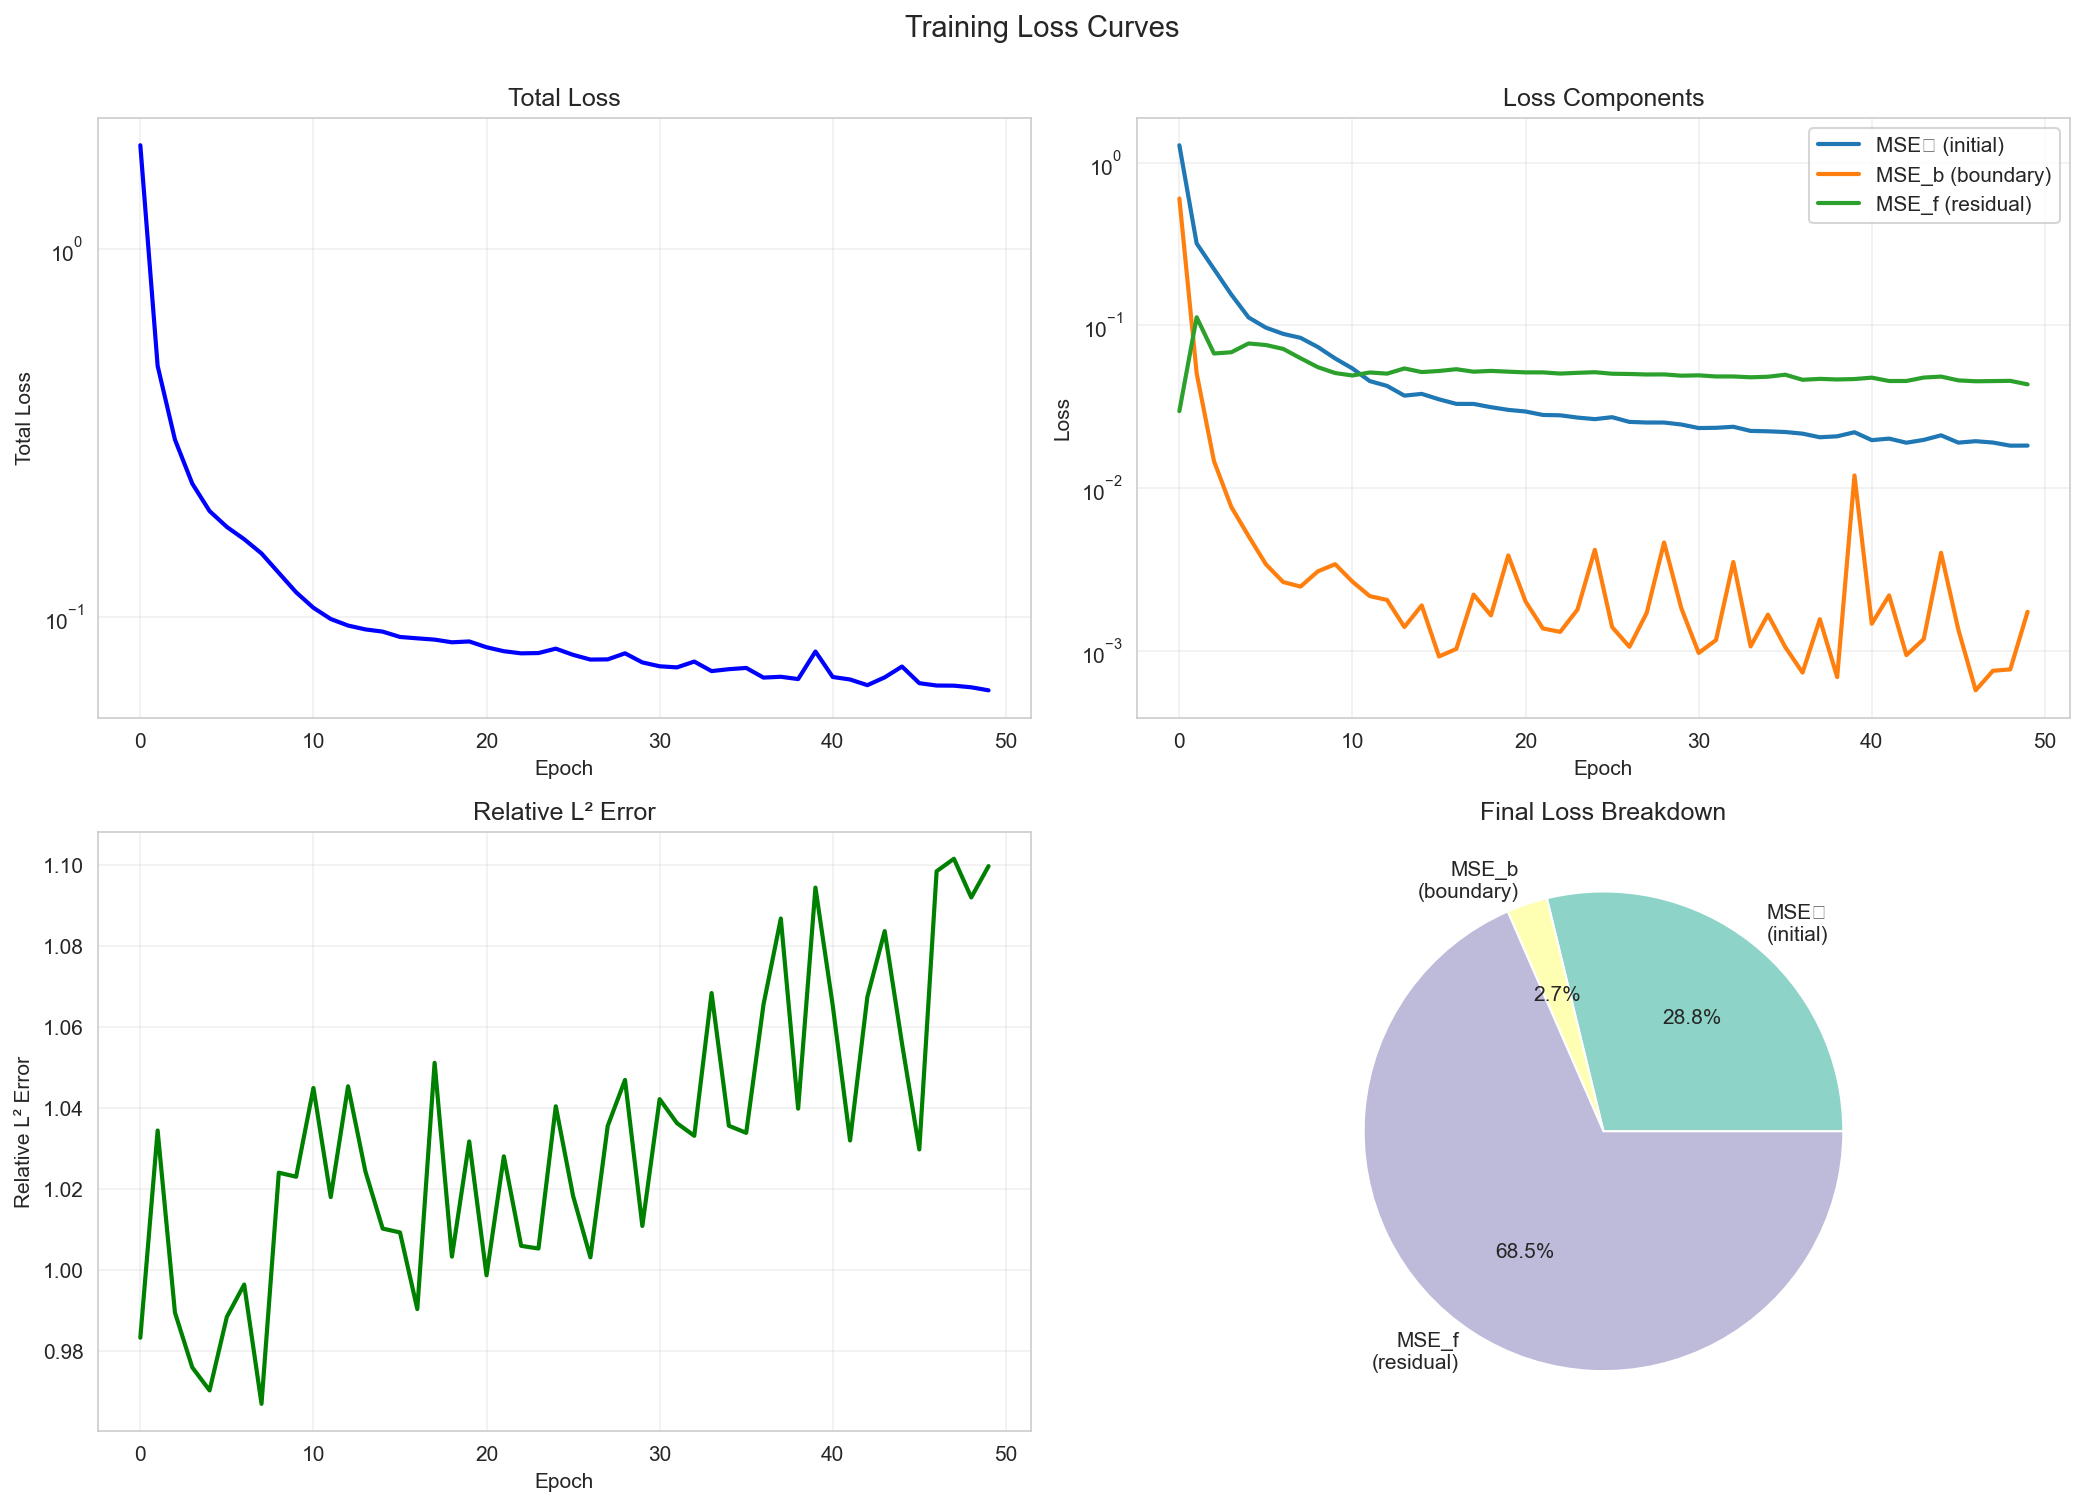 Training Loss Curves
Total Loss
Total Loss
10⁰
10⁻¹
0 10 20 30 40 50
Epoch
Loss Components
Loss
10⁰
10⁻¹
10⁻²
10⁻³
MSE□ (initial)
MSE_b (boundary)
MSE_f (residual)
0 10 20 30 40 50
Epoch
Relative L² Error
Relative L² Error
1.10
1.08
1.06
1.04
1.02
1.00
0.98
0 10 20 30 40 50
Epoch
Final Loss Breakdown
MSE_b
(boundary)
MSE□
(initial)
2.7%
28.8%
68.5%
MSE_f
(residual)